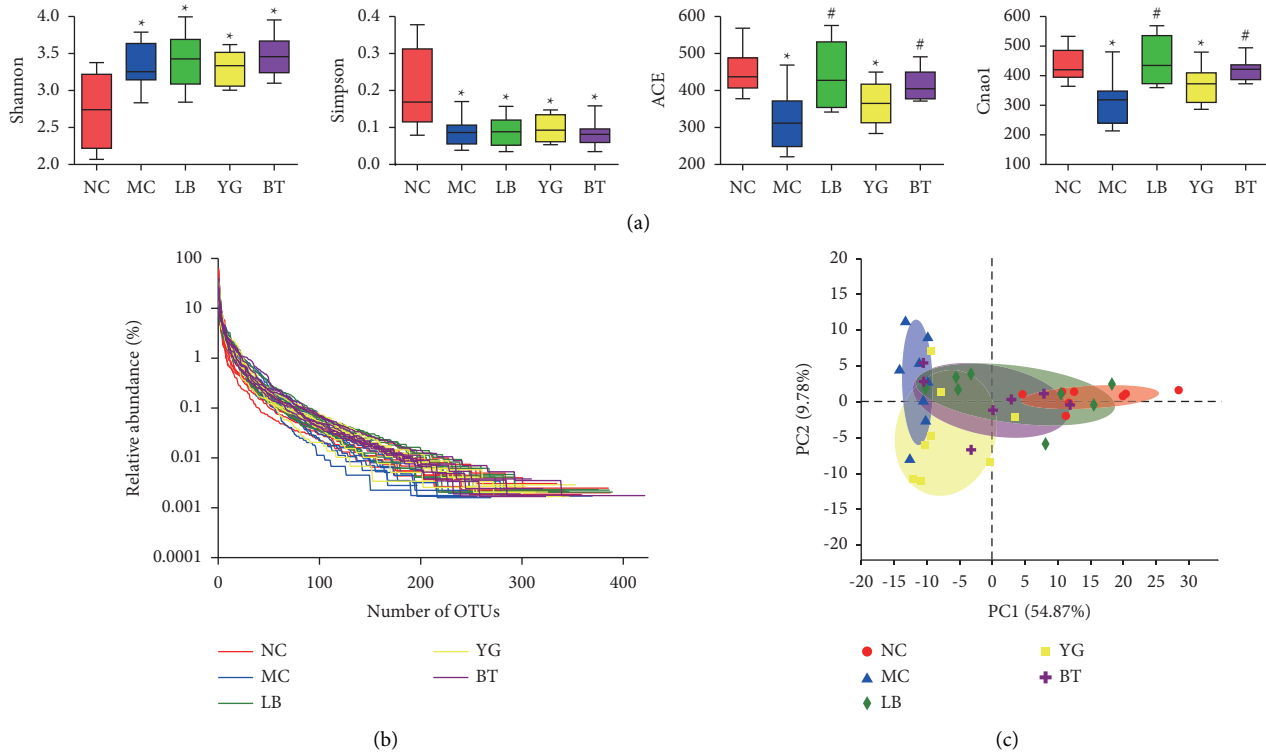 Shannon
4.0
3.5
3.0
2.5
2.0
* * * *
NC MC LB YG BT
Simpson
0.4
0.3
0.2
0.1
0.0
* * * *
NC MC LB YG BT
ACE
600
500
400
300
200
* # * #
NC MC LB YG BT
Cnao1
600
500
400
300
200
100
* # * #
NC MC LB YG BT
(a)
Relative abundance (%)
100
10
1
0.1
0.01
0.001
0.0001
0 100 200 300 400
Number of OTUs
NC YG
MC BT
LB
(b)
PC2 (9.78%)
20
15
10
5
0
-5
-10
-15
-20
-20 -15 -10 -5 0 5 10 15 20 25 30
PC1 (54.87%)
NC YG
MC BT
LB
(c)